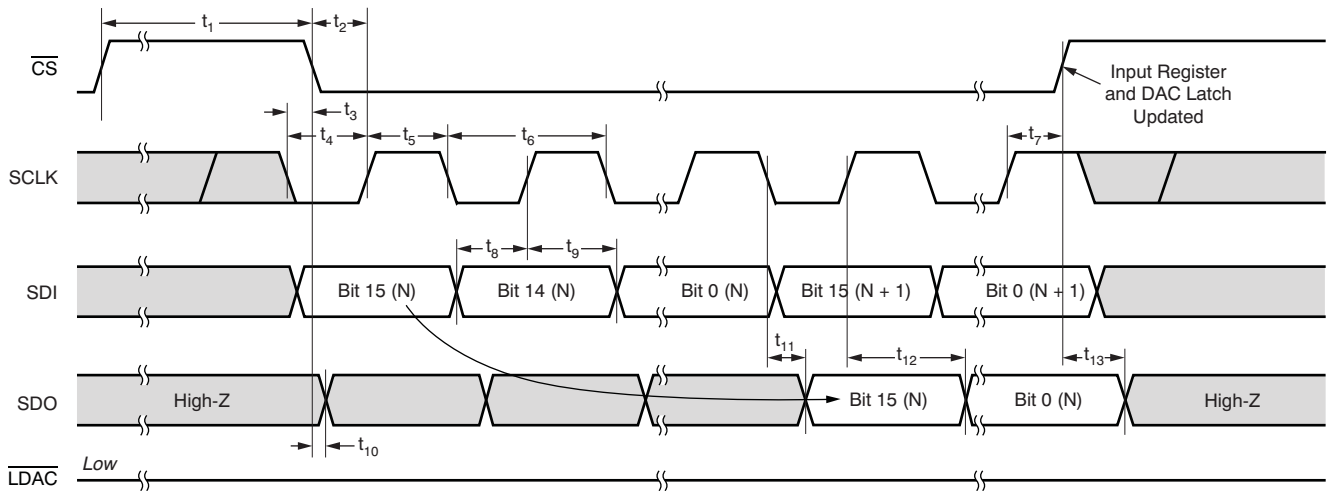 t1
t2
CS
Input Register
and DAC Latch
Updated
t3
t4
t5
t6
t7
SCLK
t8
t9
SDI
Bit 15 (N)
Bit 14 (N)
Bit 0 (N)
Bit 15 (N + 1)
Bit 0 (N + 1)
t11
t12
t13
SDO
High-Z
Bit 15 (N)
Bit 0 (N)
High-Z
t10
LDAC
Low